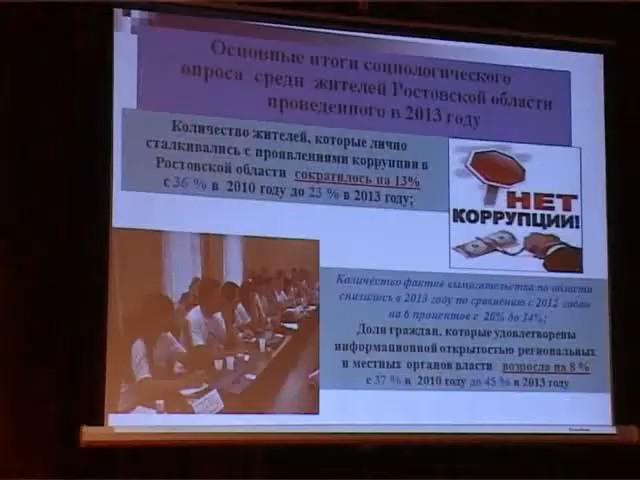 Основные итоги социологического
опроса среди жителей Ростовской области
проведенного в 2013 году
Количество жителей, которые лично
сталкивались с проявлениями коррупции в
Ростовской области сократилось на 13%
с 36 % в 2010 году до 23 % в 2013 году;
НЕТ
КОРРУПЦИИ!
Количество фактов вымогательства по области
снизилось в 2013 году по сравнению с 2012 годом
на 6 процентов с 20% до 14%;
Доля граждан, которые удовлетворены
информационной открытостью региональных
и местных органов власти возросла на 8 %
с 37 % в 2010 году до 45 % в 2013 году